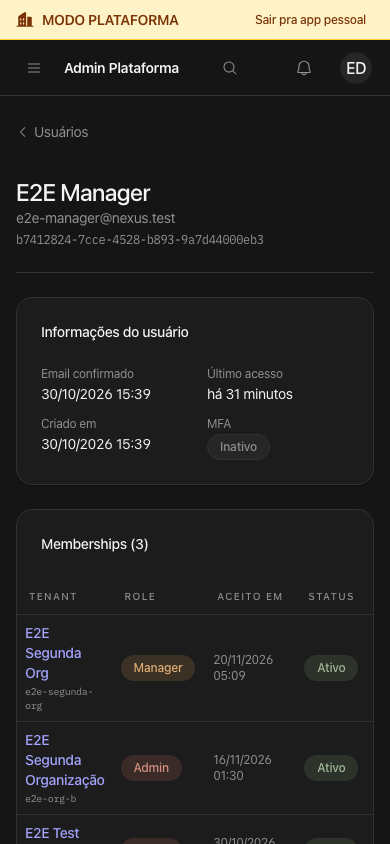 MODO PLATAFORMA
Sair pra app pessoal
Admin Plataforma
ED
Usuários
E2E Manager
e2e-manager@nexus.test
b7412824-7cce-4528-b893-9a7d44000eb3
Informações do usuário
Email confirmado
Último acesso
30/10/2026 15:39
há 31 minutos
Criado em
MFA
30/10/2026 15:39
Inativo
Memberships (3)
TENANT ROLE ACEITO EM STATUS
E2E
Segunda
Org
e2e-segunda-
org
Manager
20/11/2026
05:09
Ativo
E2E
Segunda
Organização
e2e-org-b
Admin
16/11/2026
01:30
Ativo
E2E Test
30/10/2026